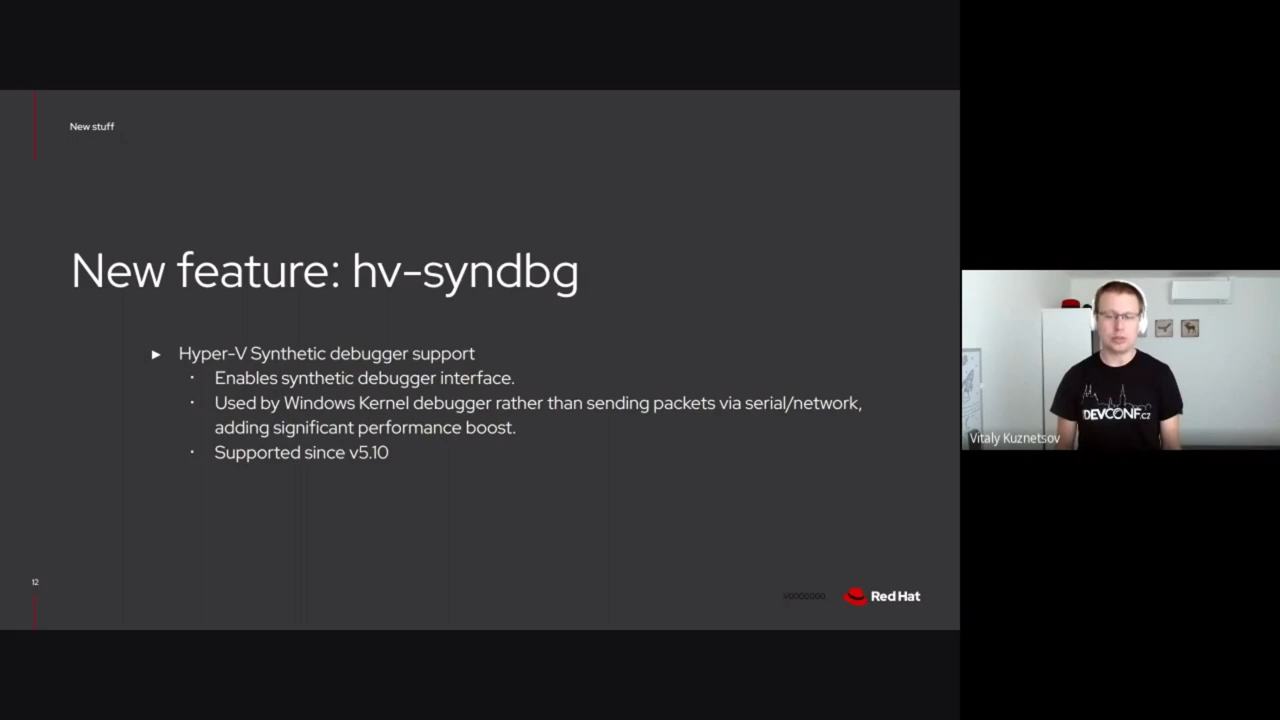 New stuff
New feature: hv-syndbg
► Hyper-V Synthetic debugger support
· Enables synthetic debugger interface.
· Used by Windows Kernel debugger rather than sending packets via serial/network,
adding significant performance boost.
· Supported since v5.10
12
V0000000
Red Hat
DEVCONF.cz
Vitaly Kuznetsov